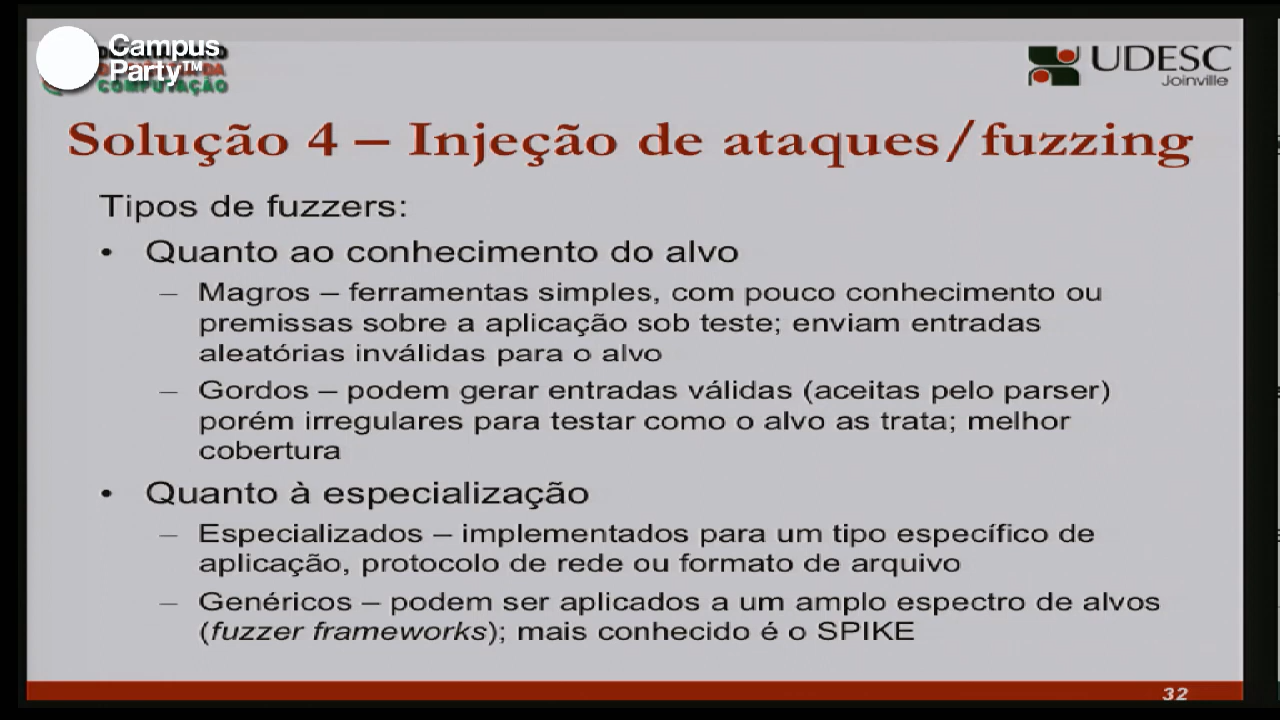 Campus
Party™
COMPUTAÇÃO
UDESC
Joinville
Solução 4 – Injeção de ataques/fuzzing
Tipos de fuzzers:
• Quanto ao conhecimento do alvo
– Magros – ferramentas simples, com pouco conhecimento ou
premissas sobre a aplicação sob teste; enviam entradas
aleatórias inválidas para o alvo
– Gordos – podem gerar entradas válidas (aceitas pelo parser)
porém irregulares para testar como o alvo as trata; melhor
cobertura
• Quanto à especialização
– Especializados – implementados para um tipo específico de
aplicação, protocolo de rede ou formato de arquivo
– Genéricos – podem ser aplicados a um amplo espectro de alvos
(fuzzer frameworks); mais conhecido é o SPIKE
32